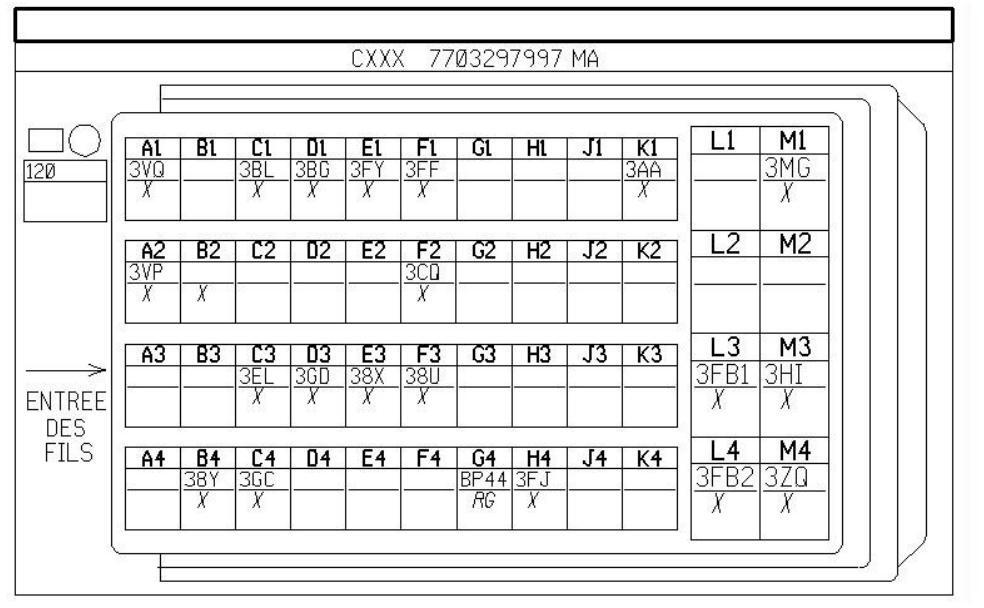 CXXX 7703297997 MA
120
A1 B1 C1 D1 E1 F1 G1 H1 J1 K1 L1 M1
3VQ 3BL 3BG 3FY 3FF 3AA 3MG
X X X X X X X
A2 B2 C2 D2 E2 F2 G2 H2 J2 K2 L2 M2
3VP 3CQ
X X X
A3 B3 C3 D3 E3 F3 G3 H3 J3 K3 L3 M3
3EL 3GD 38X 38U 3FB1 3HI
X X X X X X
ENTREE
DES
FILS
A4 B4 C4 D4 E4 F4 G4 H4 J4 K4 L4 M4
38Y 3GC BP44 3FJ 3FB2 3ZQ
X X RG X X X